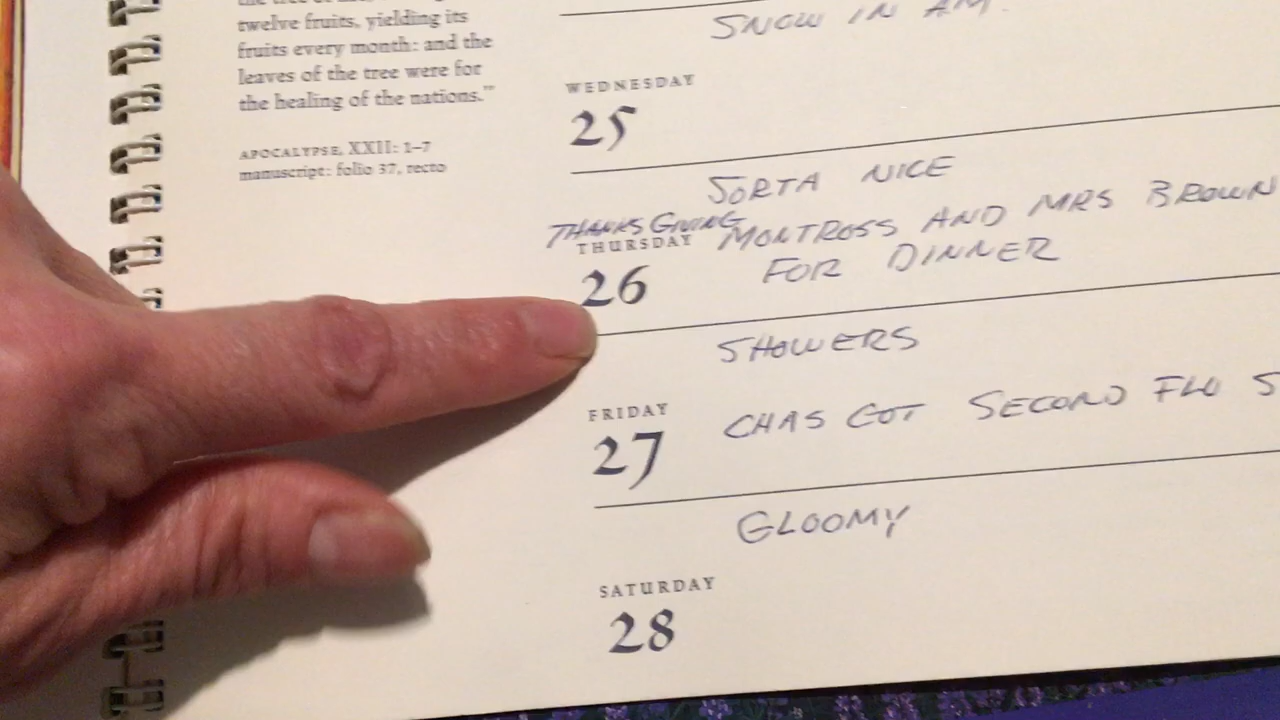 twelve fruits, yielding its
fruits every month: and the
leaves of the tree were for
the healing of the nations.”
APOCALYPSE, XXII: 1–7
manuscript: folio 37, recto
SNOW IN AM.
WEDNESDAY
25
SORTA NICE
THANKSGIVING MONTROSS AND MRS BROWN
THURSDAY
FOR DINNER
26
SHOWERS
FRIDAY
CHAS GOT SECOND FLU S
27
GLOOMY
SATURDAY
28